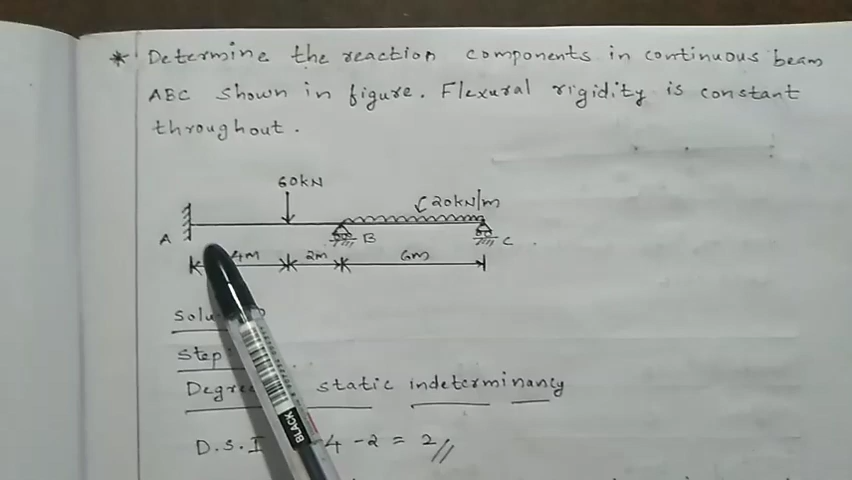 * Determine the reaction components in continuous beam
ABC shown in figure. Flexural rigidity is constant
throughout.
60kN
20kN/m
A
B
C
4m
2m
6m
Step
static indeterminancy
D.S.I
4-2 = 2//
BLACK